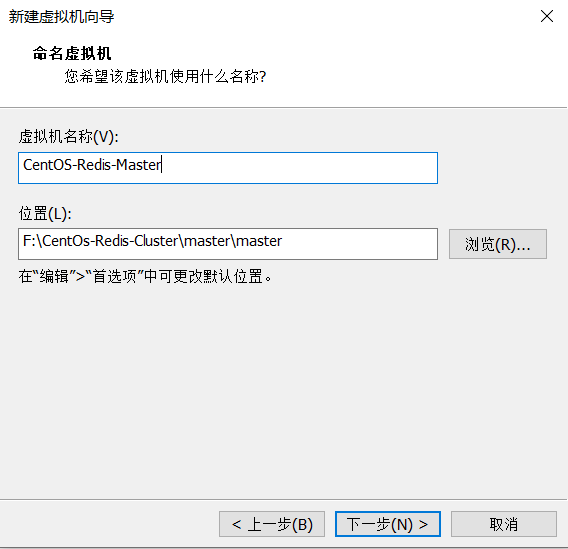 新建虚拟机向导
命名虚拟机
您希望该虚拟机使用什么名称?
虚拟机名称(V):
CentOS-Redis-Master
位置(L):
F:\CentOs-Redis-Cluster\master\master
浏览(R)...
在“编辑”>“首选项”中可更改默认位置。
< 上一步(B)
下一步(N) >
取消